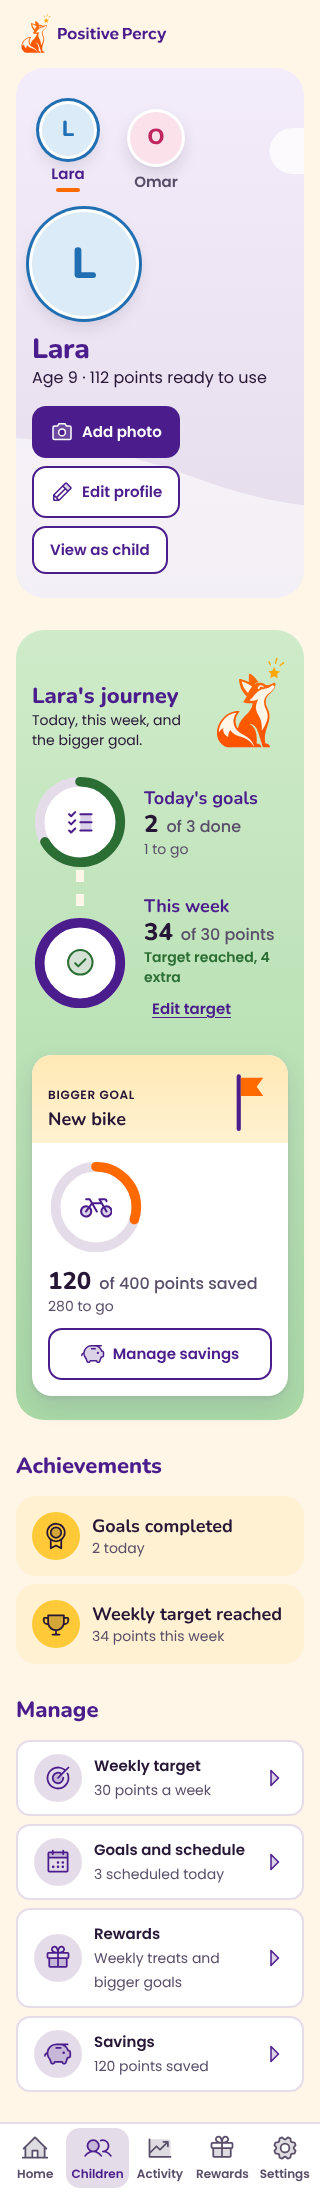 Positive Percy
L
O
Lara
Omar
L
Lara
Age 9 · 112 points ready to use
Add photo
Edit profile
View as child
Lara's journey
Today, this week, and
the bigger goal.
Today's goals
2 of 3 done
1 to go
This week
34 of 30 points
Target reached, 4
extra
Edit target
BIGGER GOAL
New bike
120 of 400 points saved
280 to go
Manage savings
Achievements
Goals completed
2 today
Weekly target reached
34 points this week
Manage
Weekly target
30 points a week
Goals and schedule
3 scheduled today
Rewards
Weekly treats and
bigger goals
Savings
120 points saved
Home Children Activity Rewards Settings